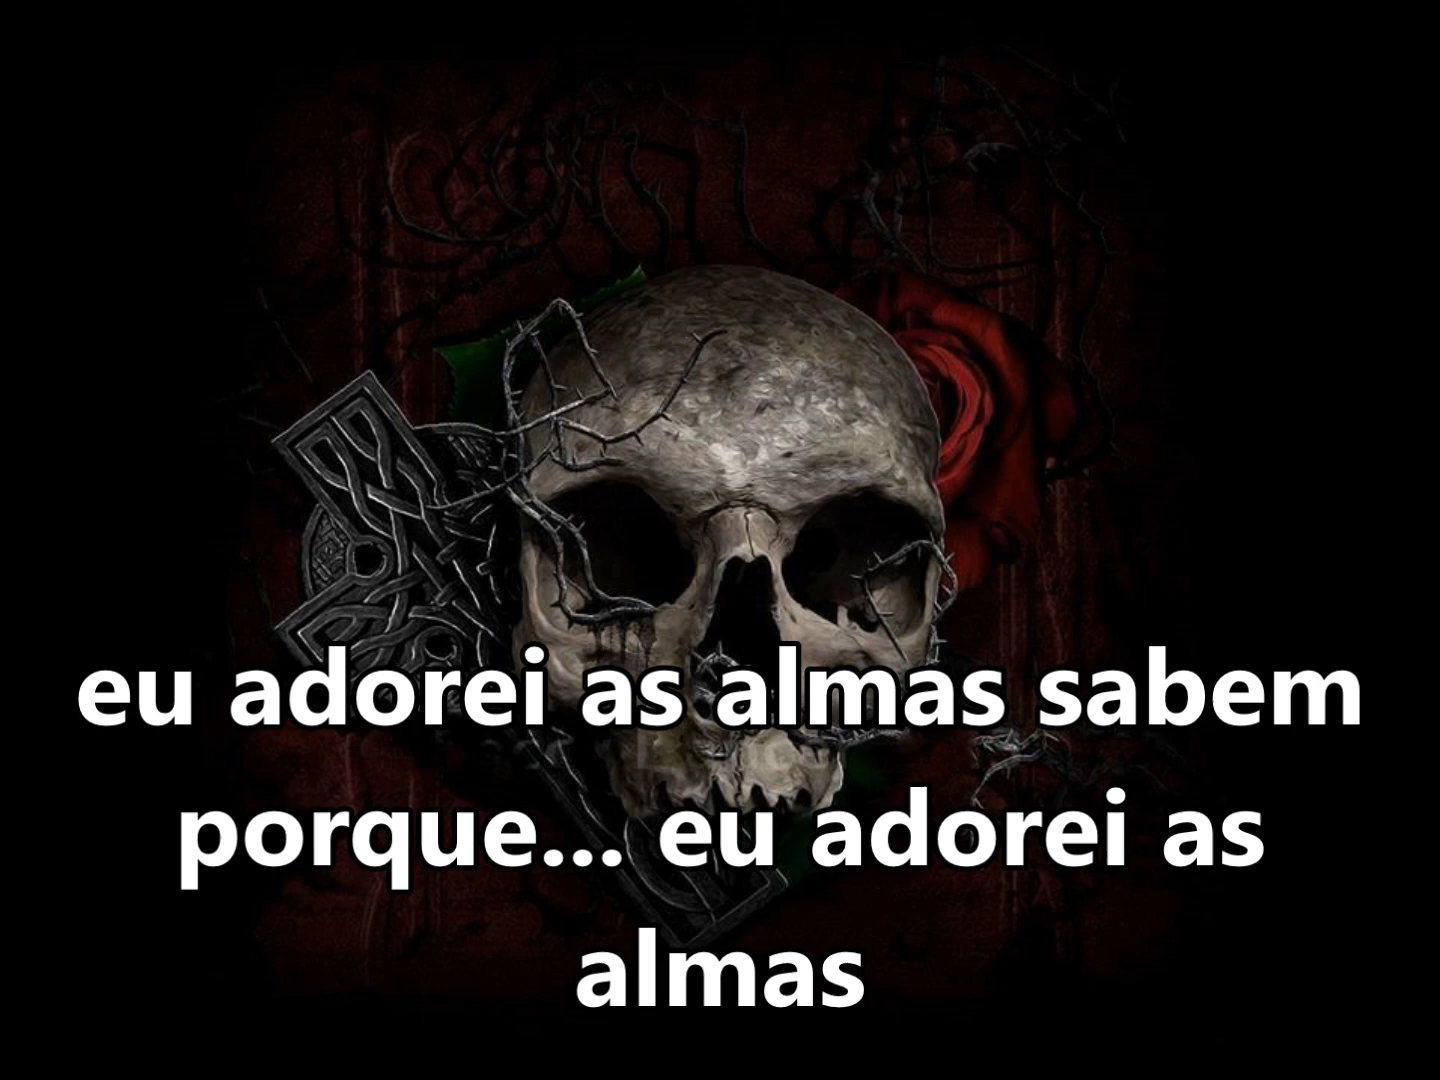 eu adorei as almas sabem
porque... eu adorei as
almas